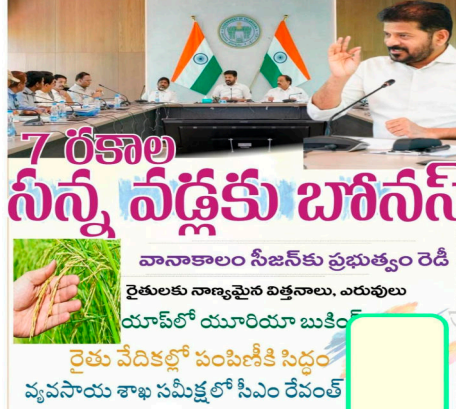 7 రకాల
సన్న వడ్లకు బోనస్
వానాకాలం సీజన్‌కు ప్రభుత్వం రెడీ
రైతులకు నాణ్యమైన విత్తనాలు, ఎరువులు
యాప్‌లో యూరియా బుకింగ్
రైతు వేదికల్లో పంపిణీకి సిద్ధం
వ్యవసాయ శాఖ సమీక్షలో సీఎం రేవంత్